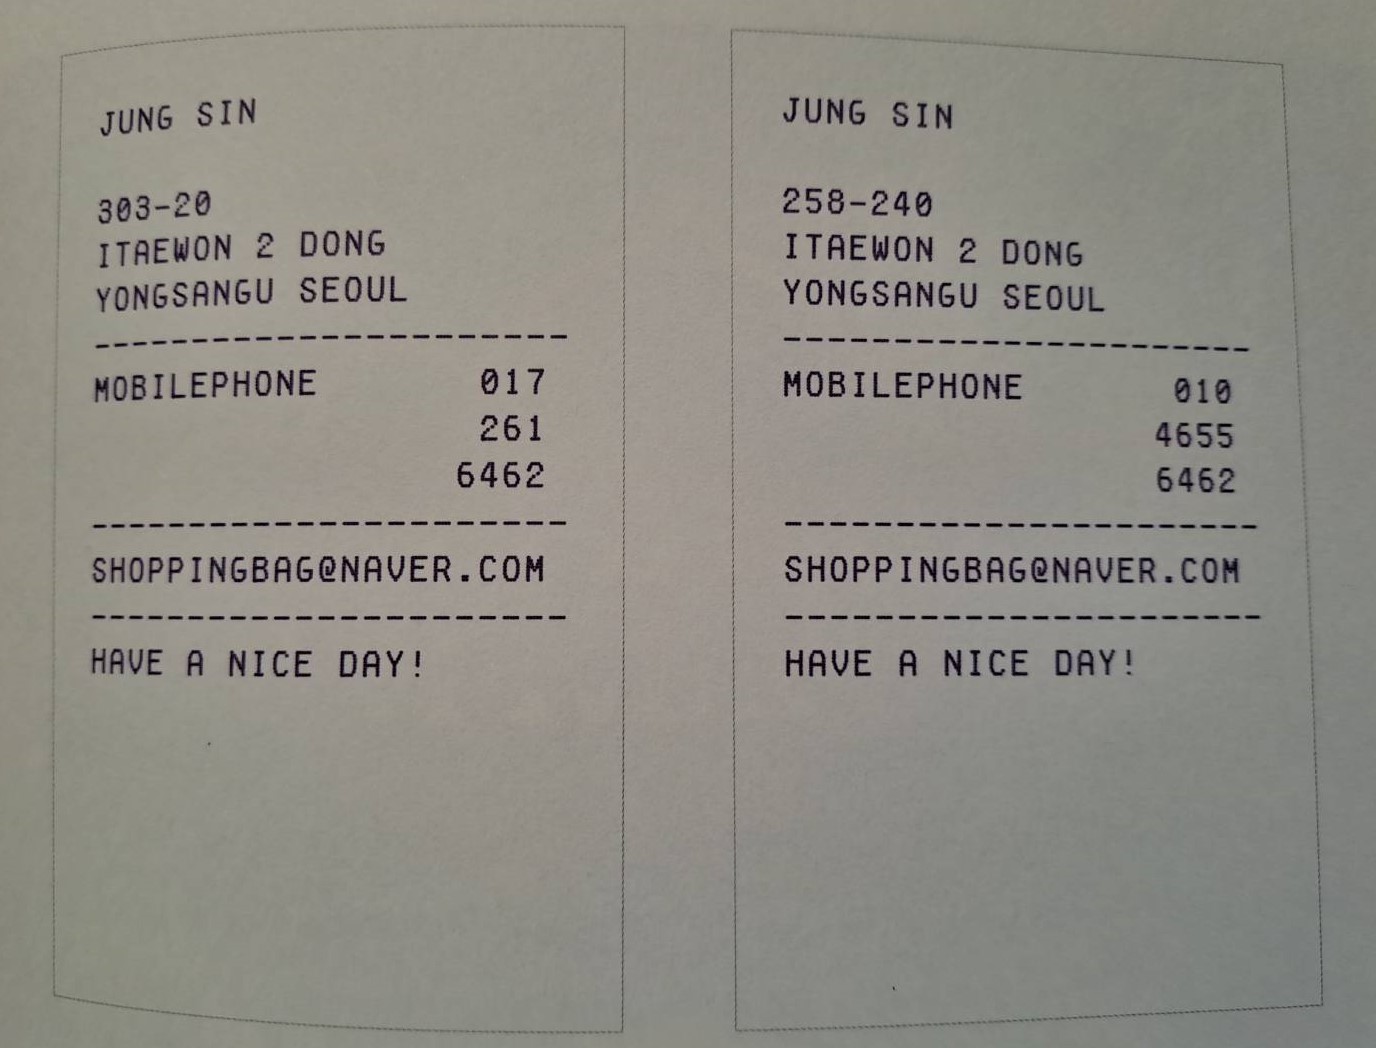 JUNG SIN
303-20
ITAEWON 2 DONG
YONGSANGU SEOUL
----------------------
MOBILEPHONE 017
261
6462
----------------------
SHOPPINGBAG@NAVER.COM
----------------------
HAVE A NICE DAY!
JUNG SIN
258-240
ITAEWON 2 DONG
YONGSANGU SEOUL
----------------------
MOBILEPHONE 010
4655
6462
----------------------
SHOPPINGBAG@NAVER.COM
----------------------
HAVE A NICE DAY!